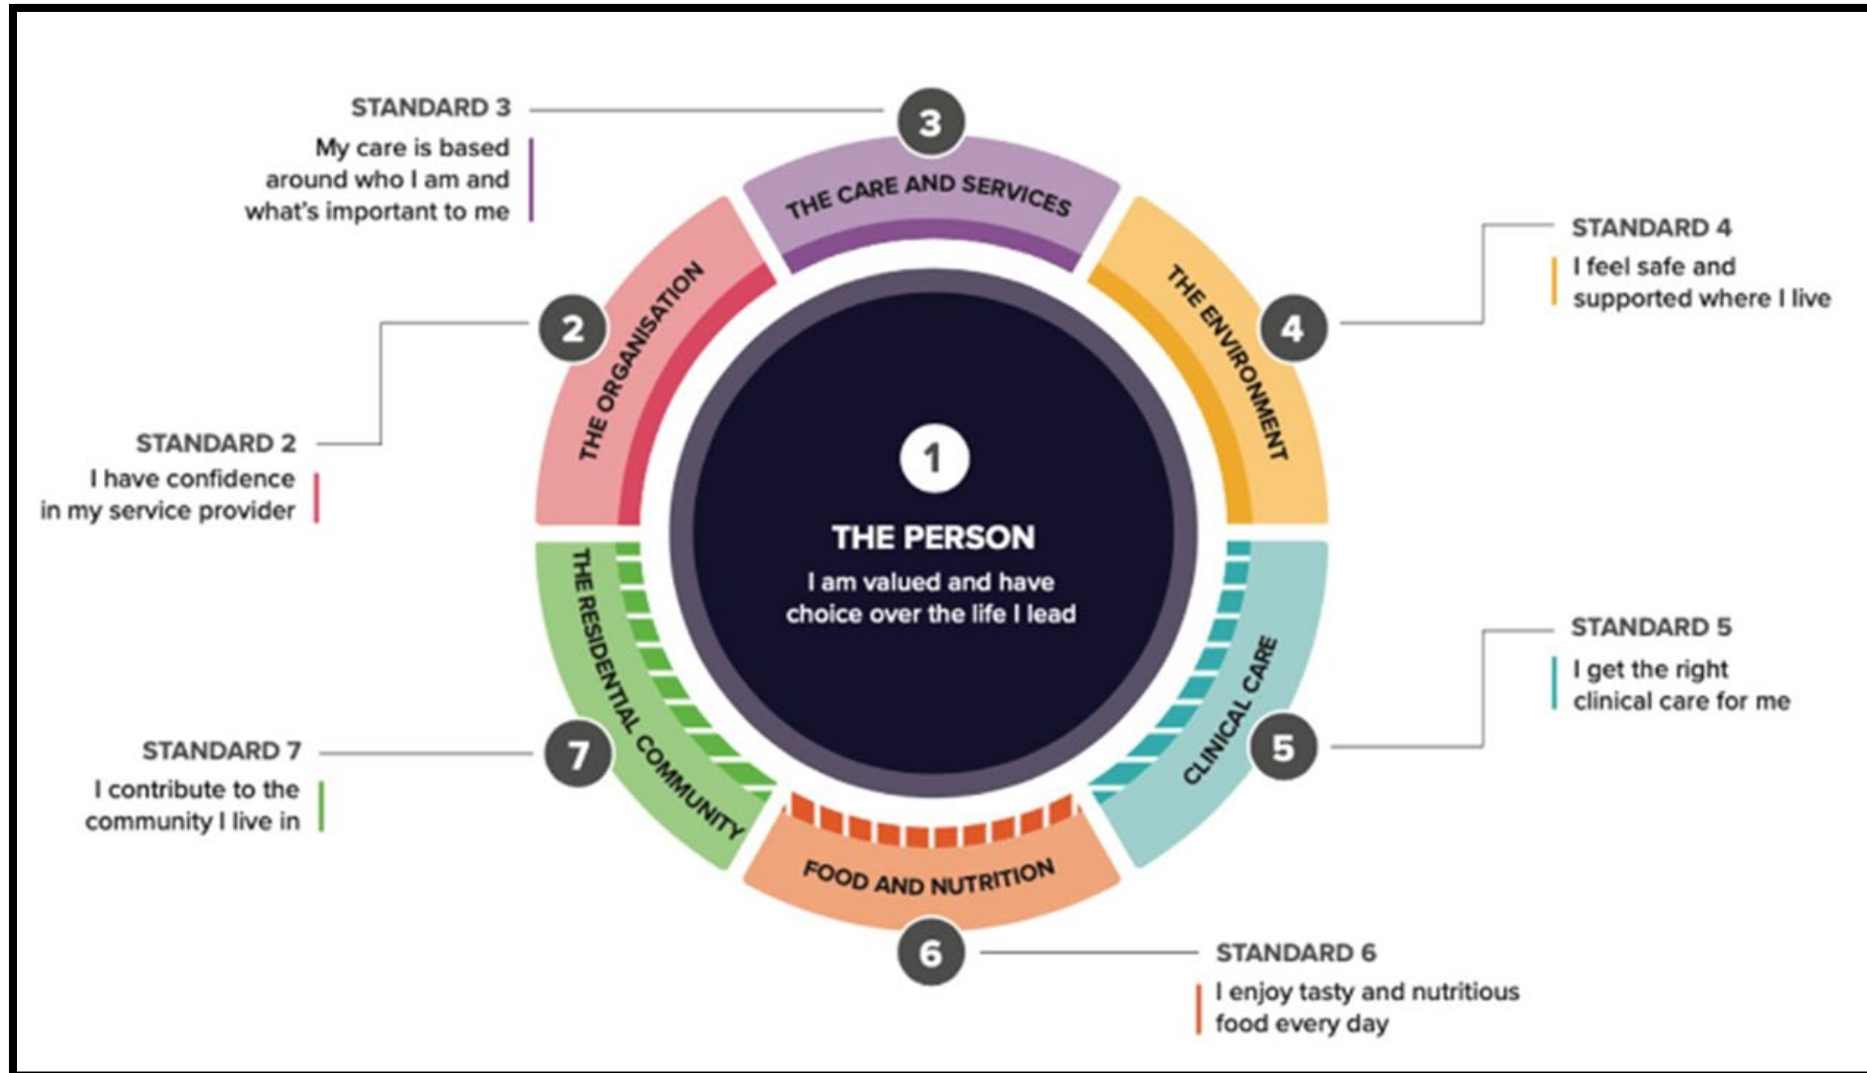 STANDARD 3
My care is based
around who I am and
what's important to me
3
THE CARE AND SERVICES
STANDARD 4
I feel safe and
supported where I live
4
THE ENVIRONMENT
2
THE ORGANISATION
STANDARD 2
I have confidence
in my service provider
1
THE PERSON
I am valued and have
choice over the life I lead
STANDARD 5
I get the right
clinical care for me
5
CLINICAL CARE
STANDARD 7
I contribute to the
community I live in
7
THE RESIDENTIAL COMMUNITY
FOOD AND NUTRITION
6
STANDARD 6
I enjoy tasty and nutritious
food every day